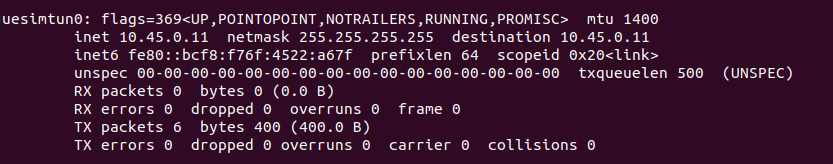 uesimtun0: flags=369<UP,POINTOPOINT,NOTRAILERS,RUNNING,PROMISC>  mtu 1400
        inet 10.45.0.11  netmask 255.255.255.255  destination 10.45.0.11
        inet6 fe80::bcf8:f76f:4522:a67f  prefixlen 64  scopeid 0x20<link>
        unspec 00-00-00-00-00-00-00-00-00-00-00-00-00-00-00-00  txqueuelen 500  (UNSPEC)
        RX packets 0  bytes 0 (0.0 B)
        RX errors 0  dropped 0  overruns 0  frame 0
        TX packets 6  bytes 400 (400.0 B)
        TX errors 0  dropped 0 overruns 0  carrier 0  collisions 0